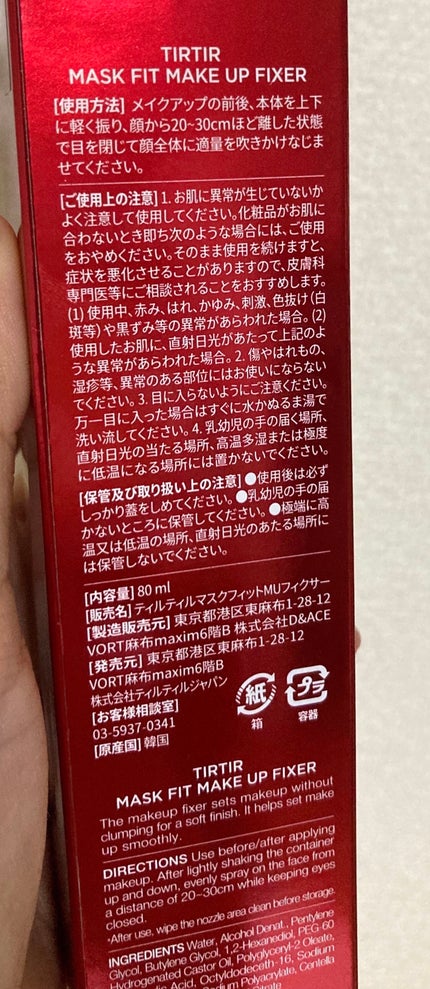 TIRTIR
MASK FIT MAKE UP FIXER
[使用方法] メイクアップの前後、本体を上下
に軽く振り、顔から20~30cmほど離した状態
で目を閉じて顔全体に適量を吹きかけなじま
せてください。
[ご使用上の注意] 1. お肌に異常が生じていないか
よく注意して使用してください。化粧品がお肌に
合わないとき即ち次のような場合には、ご使用
をおやめください。そのまま使用を続けますと、
症状を悪化させることがありますので、皮膚科
専門医等にご相談されることをおすすめします。
(1) 使用中、赤み、はれ、かゆみ、刺激、色抜け(白
斑等)や黒ずみ等の異常があらわれた場合。(2)
使用したお肌に、直射日光があたって上記のよ
うな異常があらわれた場合。2. 傷やはれもの、
湿疹等、異常のある部位にはお使いにならない
でください。3. 目に入らないようにご注意ください。
万一目に入った場合はすぐに水かぬるま湯で
洗い流してください。4. 乳幼児の手の届く場所、
直射日光の当たる場所、高温多湿または極度
に低温になる場所には置かないでください。
[保管及び取り扱い上の注意] ●使用後は必ず
しっかり蓋をしめてください。●乳幼児の手の届
かないところに保管してください。●極端に高
温又は低温の場所、直射日光のあたる場所に
は保管しないでください。
[内容量] 80 ml
[販売名] ティルティルマスクフィットMUフィクサー
[製造販売元] 東京都港区東麻布1-28-12
VORT麻布maxim6階B 株式会社D&ACE
[発売元] 東京都港区東麻布1-28-12
VORT麻布maxim6階B
株式会社ティルティルジャパン
[お客様相談室]
03-5937-0341
[原産国] 韓国
紙
箱
プラ
容器
TIRTIR
MASK FIT MAKE UP FIXER
The makeup fixer sets makeup without
clumping for a soft finish. It helps set make
up smoothly.
DIRECTIONS Use before/after applying
makeup. After lightly shaking the container
up and down, evenly spray on the face from
a distance of 20-30cm while keeping eyes
closed.
*After use, wipe the nozzle area clean before storage.
INGREDIENTS Water, Alcohol Denat., Pentylene
Glycol, Butylene Glycol, 1,2-Hexanediol, PEG-60
Hydrogenated Castor Oil, Polyglyceryl-2 Oleate,
Acid, Octyldodeceth-16, Sodium
Sodium Polyacrylate, Centella